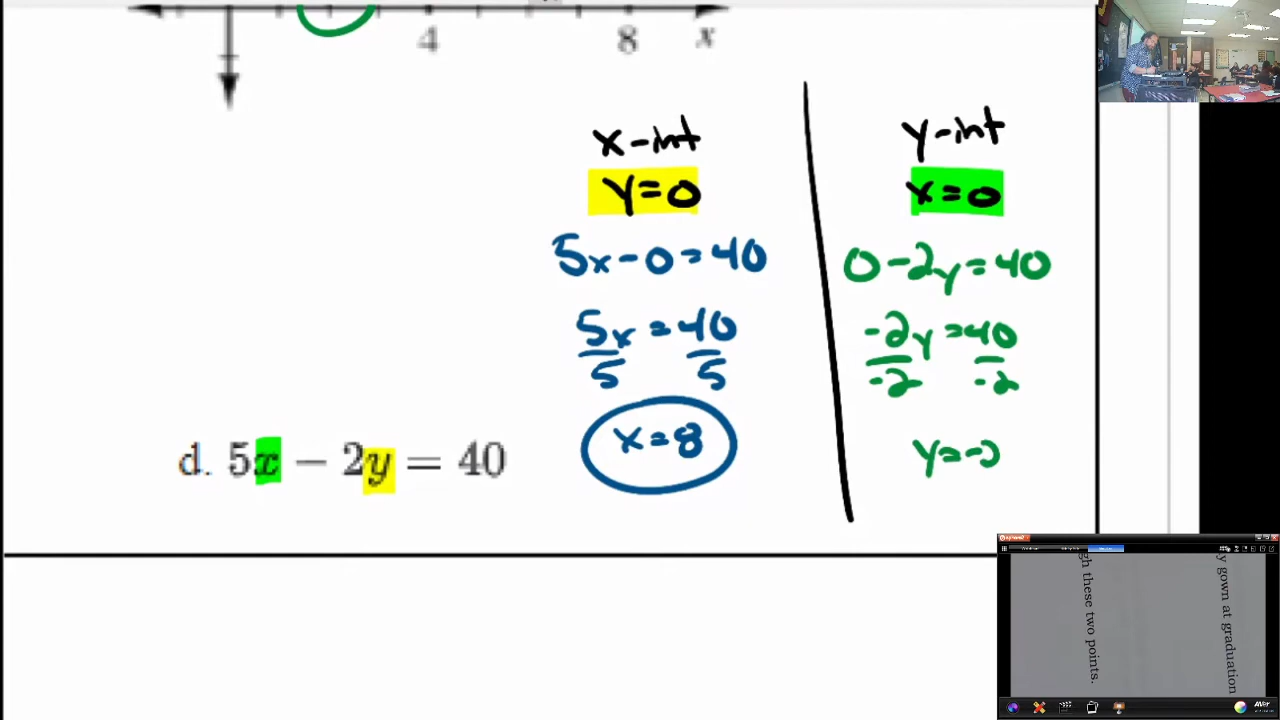 4 8 x
x-int
y=0
5x-0=40
5x=40
5 5
x=8
y-int
x=0
0-2y=40
-2y=40
-2 -2
y=-2
d. 5x − 2y = 40
gh these two points.
y gown at graduation